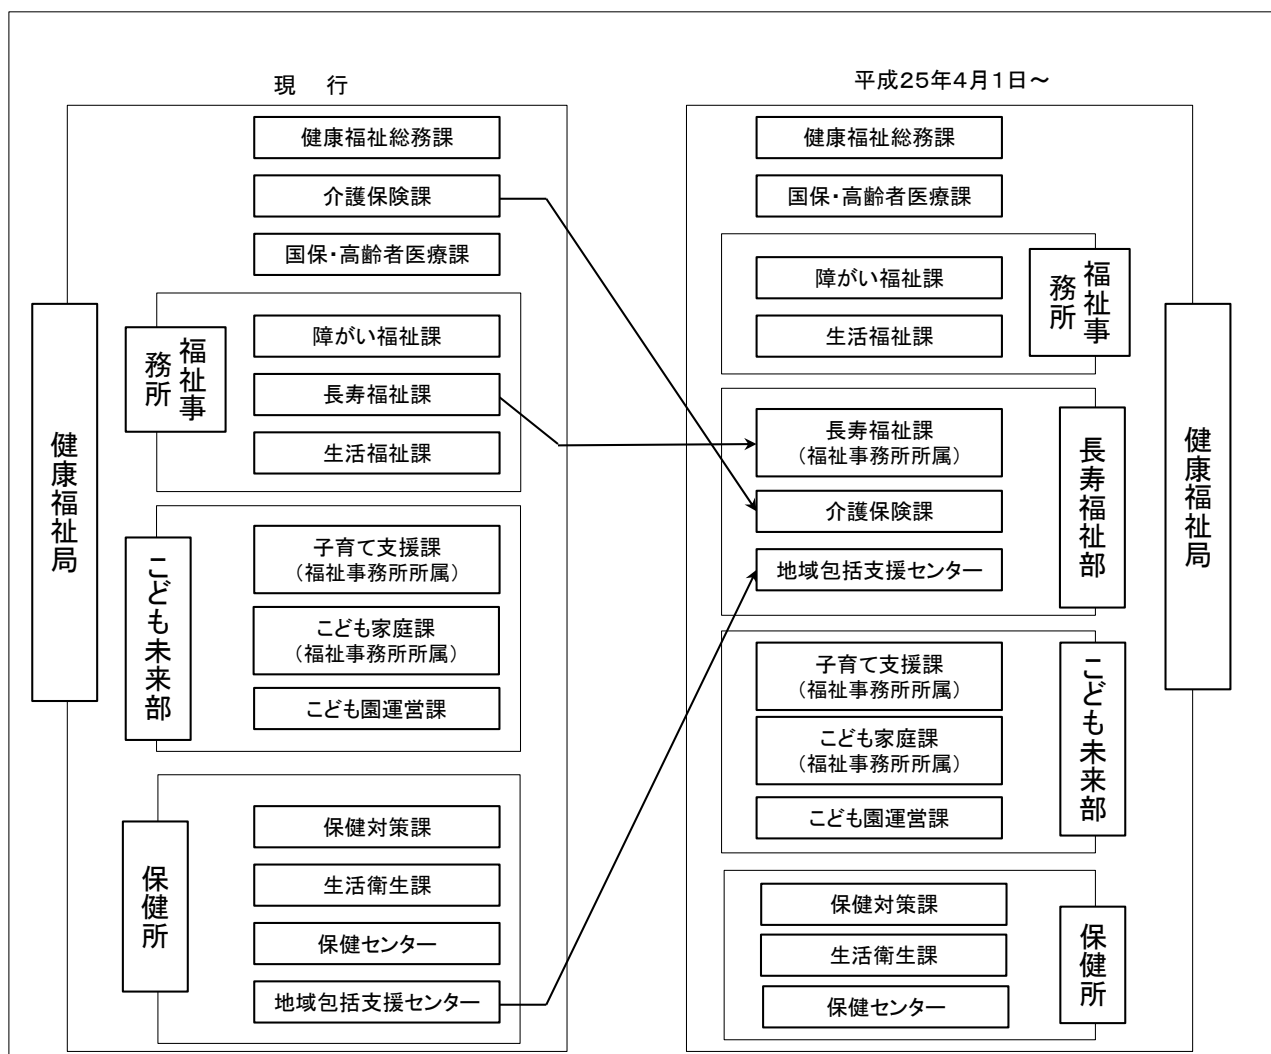 現 行
健康福祉総務課
介護保険課
国保・高齢者医療課
健康福祉局
福祉事
務所
障がい福祉課
長寿福祉課
生活福祉課
こども未来部
子育て支援課
（福祉事務所所属）
こども家庭課
（福祉事務所所属）
こども園運営課
保健所
保健対策課
生活衛生課
保健センター
地域包括支援センター
平成25年4月1日～
健康福祉総務課
国保・高齢者医療課
健康福祉局
福祉事
務所
障がい福祉課
生活福祉課
長寿福祉部
長寿福祉課
（福祉事務所所属）
介護保険課
地域包括支援センター
こども未来部
子育て支援課
（福祉事務所所属）
こども家庭課
（福祉事務所所属）
こども園運営課
保健所
保健対策課
生活衛生課
保健センター